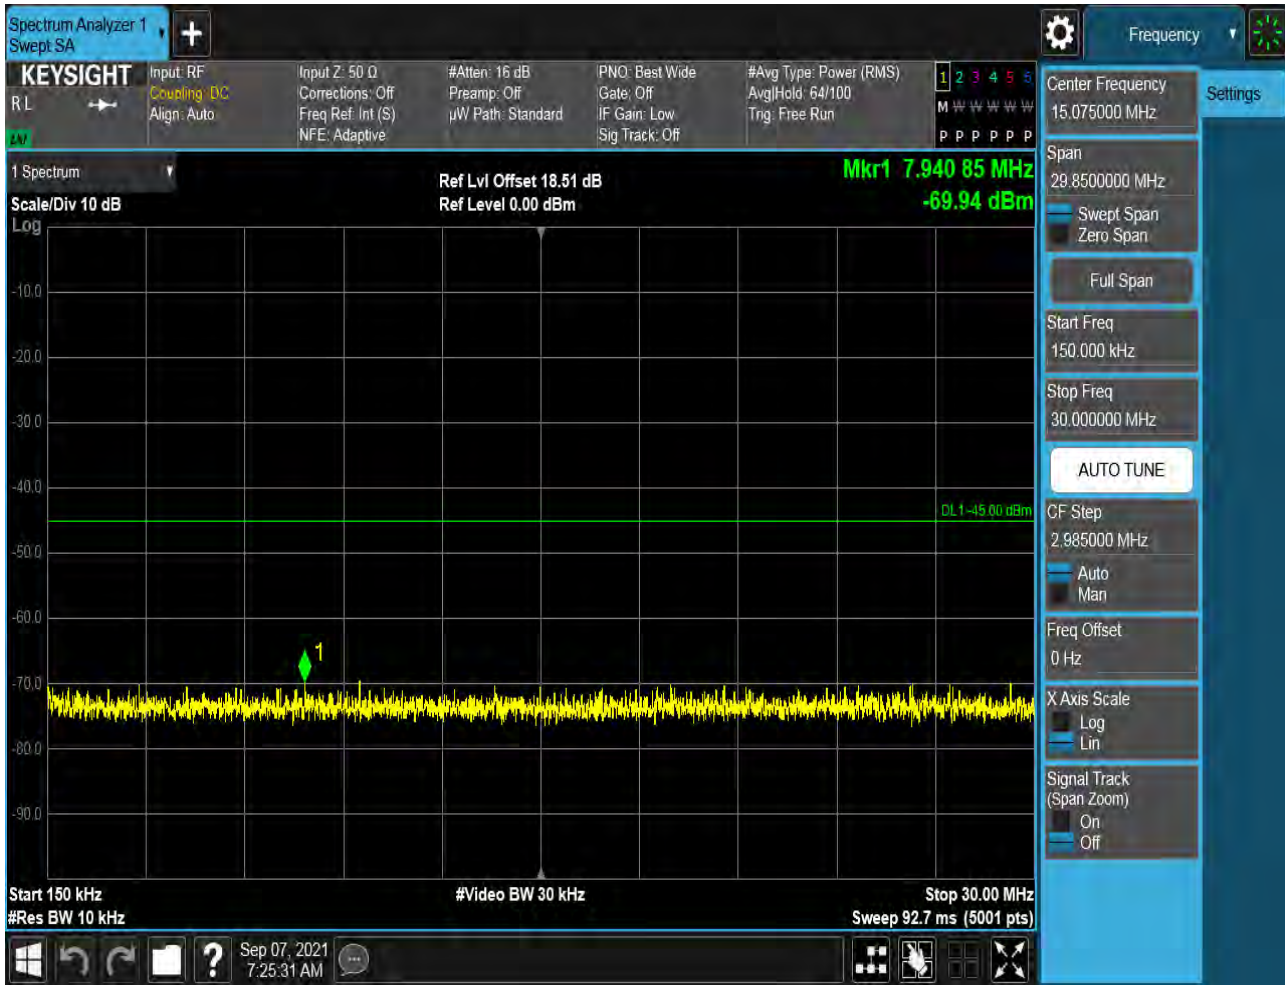 Spectrum Analyzer 1
Swept SA
Frequency
KEYSIGHT
R L
LXI
Input: RF
Coupling: DC
Align: Auto
Input Z: 50 Ω
Corrections: Off
Freq Ref: Int (S)
NFE: Adaptive
#Atten: 16 dB
Preamp: Off
µW Path: Standard
PNO: Best Wide
Gate: Off
IF Gain: Low
Sig Track: Off
#Avg Type: Power (RMS)
Avg|Hold: 64/100
Trig: Free Run
1 2 3 4 5 6
M W W W W W
P P P P P P
1 Spectrum
Scale/Div 10 dB
Ref Lvl Offset 18.51 dB
Ref Level 0.00 dBm
Mkr1 7.940 85 MHz
-69.94 dBm
Log
-10.0
-20.0
-30.0
-40.0
DL1 -45.00 dBm
-50.0
-60.0
1
-70.0
-80.0
-90.0
Start 150 kHz
#Video BW 30 kHz
Stop 30.00 MHz
#Res BW 10 kHz
Sweep 92.7 ms (5001 pts)
?
Sep 07, 2021
7:25:31 AM
Center Frequency
15.075000 MHz
Settings
Span
29.8500000 MHz
Swept Span
Zero Span
Full Span
Start Freq
150.000 kHz
Stop Freq
30.000000 MHz
AUTO TUNE
CF Step
2.985000 MHz
Auto
Man
Freq Offset
0 Hz
X Axis Scale
Log
Lin
Signal Track
(Span Zoom)
On
Off